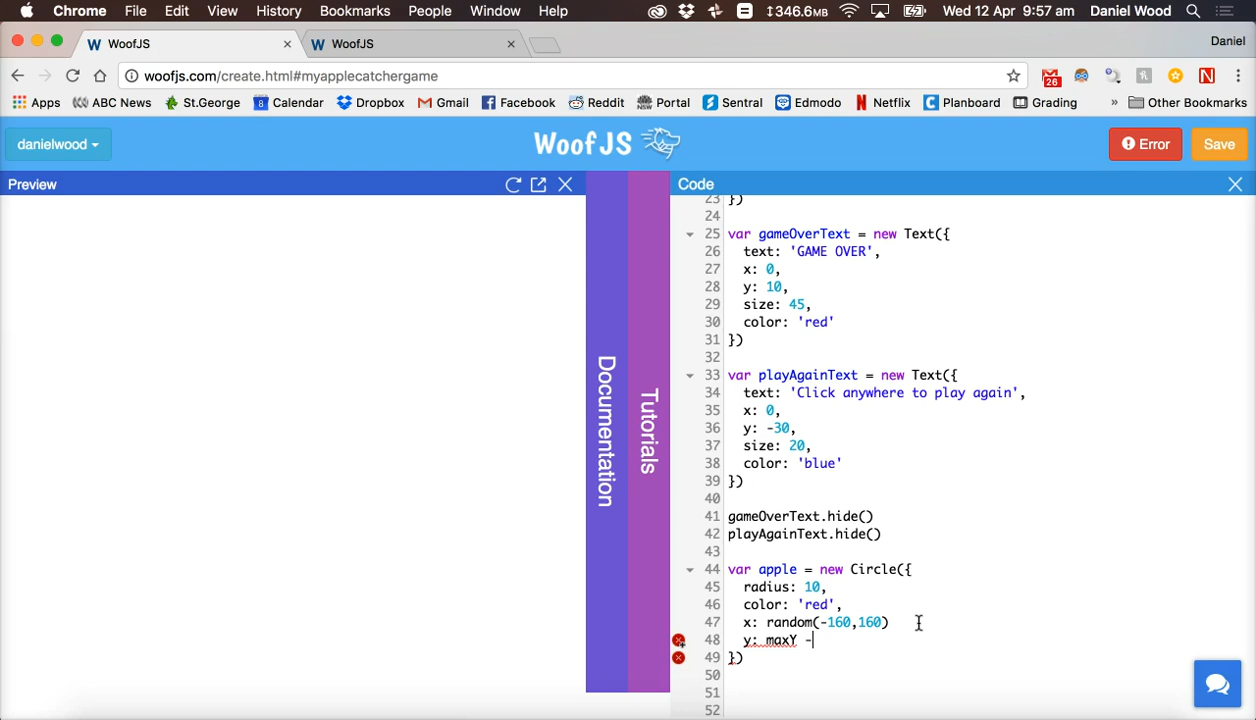 Chrome File Edit View History Bookmarks People Window Help 346.6MB Wed 12 Apr 9:57 am Daniel Wood
W WoofJS × W WoofJS × Daniel
woofjs.com/create.html#myapplecatchergame 26 N
Apps ABC News St.George 8 Calendar Dropbox Gmail Facebook Reddit Portal Sentral Edmodo Netflix Planboard Grading » Other Bookmarks
danielwood WoofJS Error Save
Preview Code
Documentation
Tutorials
23 })
24
25 var gameOverText = new Text({
26 text: 'GAME OVER',
27 x: 0,
28 y: 10,
29 size: 45,
30 color: 'red'
31 })
32
33 var playAgainText = new Text({
34 text: 'Click anywhere to play again',
35 x: 0,
36 y: -30,
37 size: 20,
38 color: 'blue'
39 })
40
41 gameOverText.hide()
42 playAgainText.hide()
43
44 var apple = new Circle({
45 radius: 10,
46 color: 'red',
47 x: random(-160,160)
48 y: maxY -
49 })
50
51
52